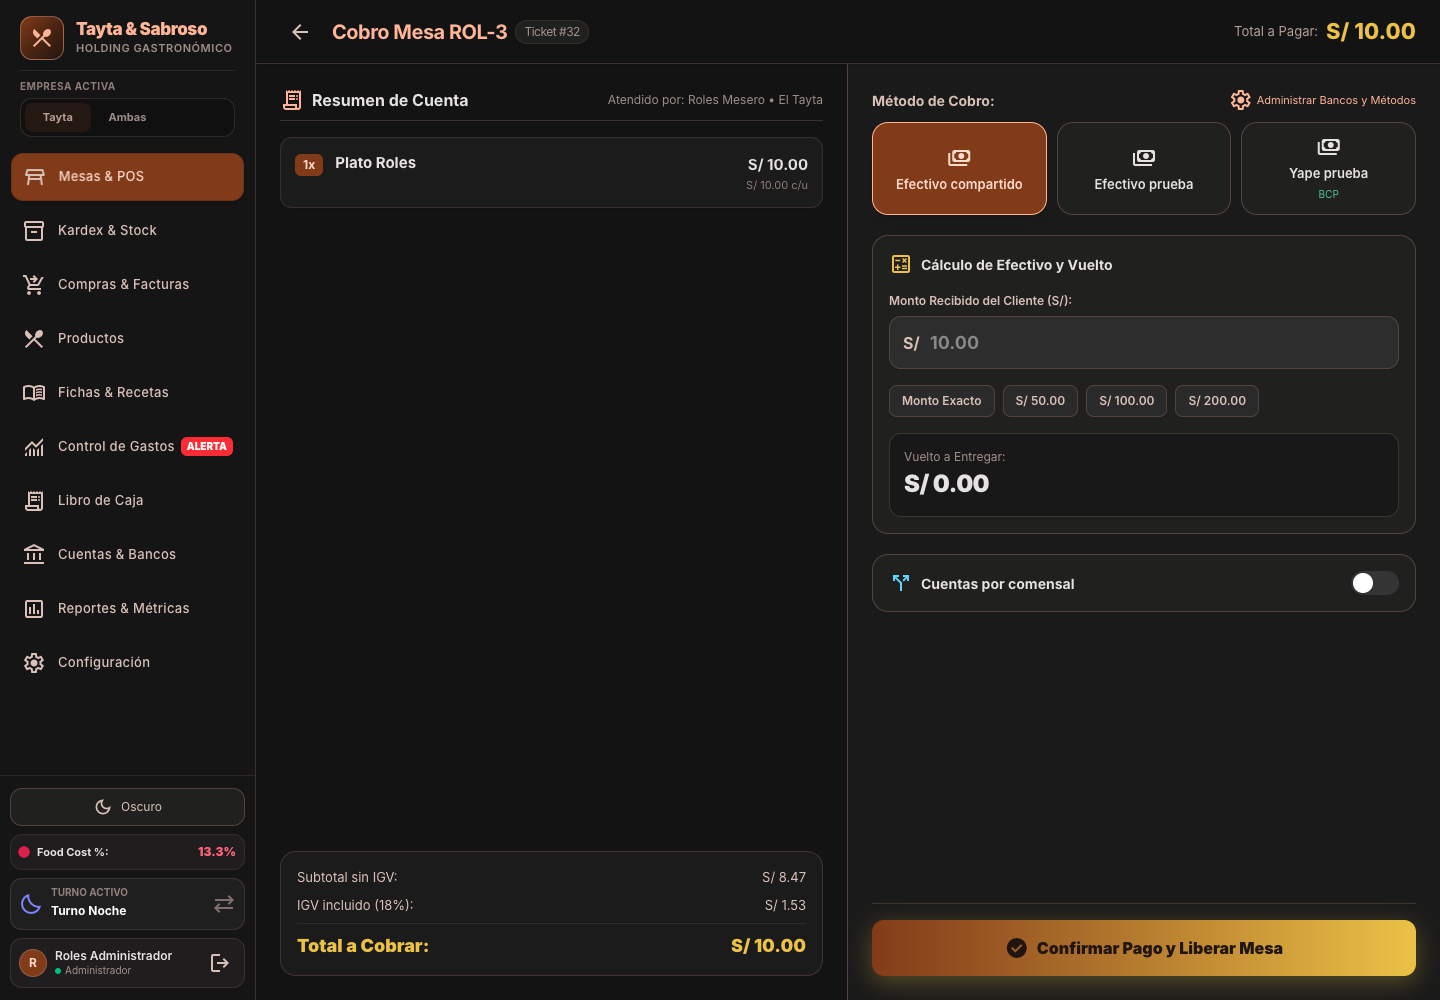 Tayta & Sabroso
HOLDING GASTRONÓMICO
EMPRESA ACTIVA
Tayta
Ambas
Mesas & POS
Kardex & Stock
Compras & Facturas
Productos
Fichas & Recetas
Control de Gastos ALERTA
Libro de Caja
Cuentas & Bancos
Reportes & Métricas
Configuración
Oscuro
Food Cost %: 13.3%
TURNO ACTIVO
Turno Noche
R
Roles Administrador
Administrador
Cobro Mesa ROL-3 Ticket #32
Total a Pagar: S/ 10.00
Resumen de Cuenta
Atendido por: Roles Mesero • El Tayta
1x Plato Roles S/ 10.00
S/ 10.00 c/u
Subtotal sin IGV: S/ 8.47
IGV incluido (18%): S/ 1.53
Total a Cobrar: S/ 10.00
Método de Cobro:
Administrar Bancos y Métodos
Efectivo compartido
Efectivo prueba
Yape prueba
BCP
Cálculo de Efectivo y Vuelto
Monto Recibido del Cliente (S/):
S/ 10.00
Monto Exacto
S/ 50.00
S/ 100.00
S/ 200.00
Vuelto a Entregar:
S/ 0.00
Cuentas por comensal
Confirmar Pago y Liberar Mesa